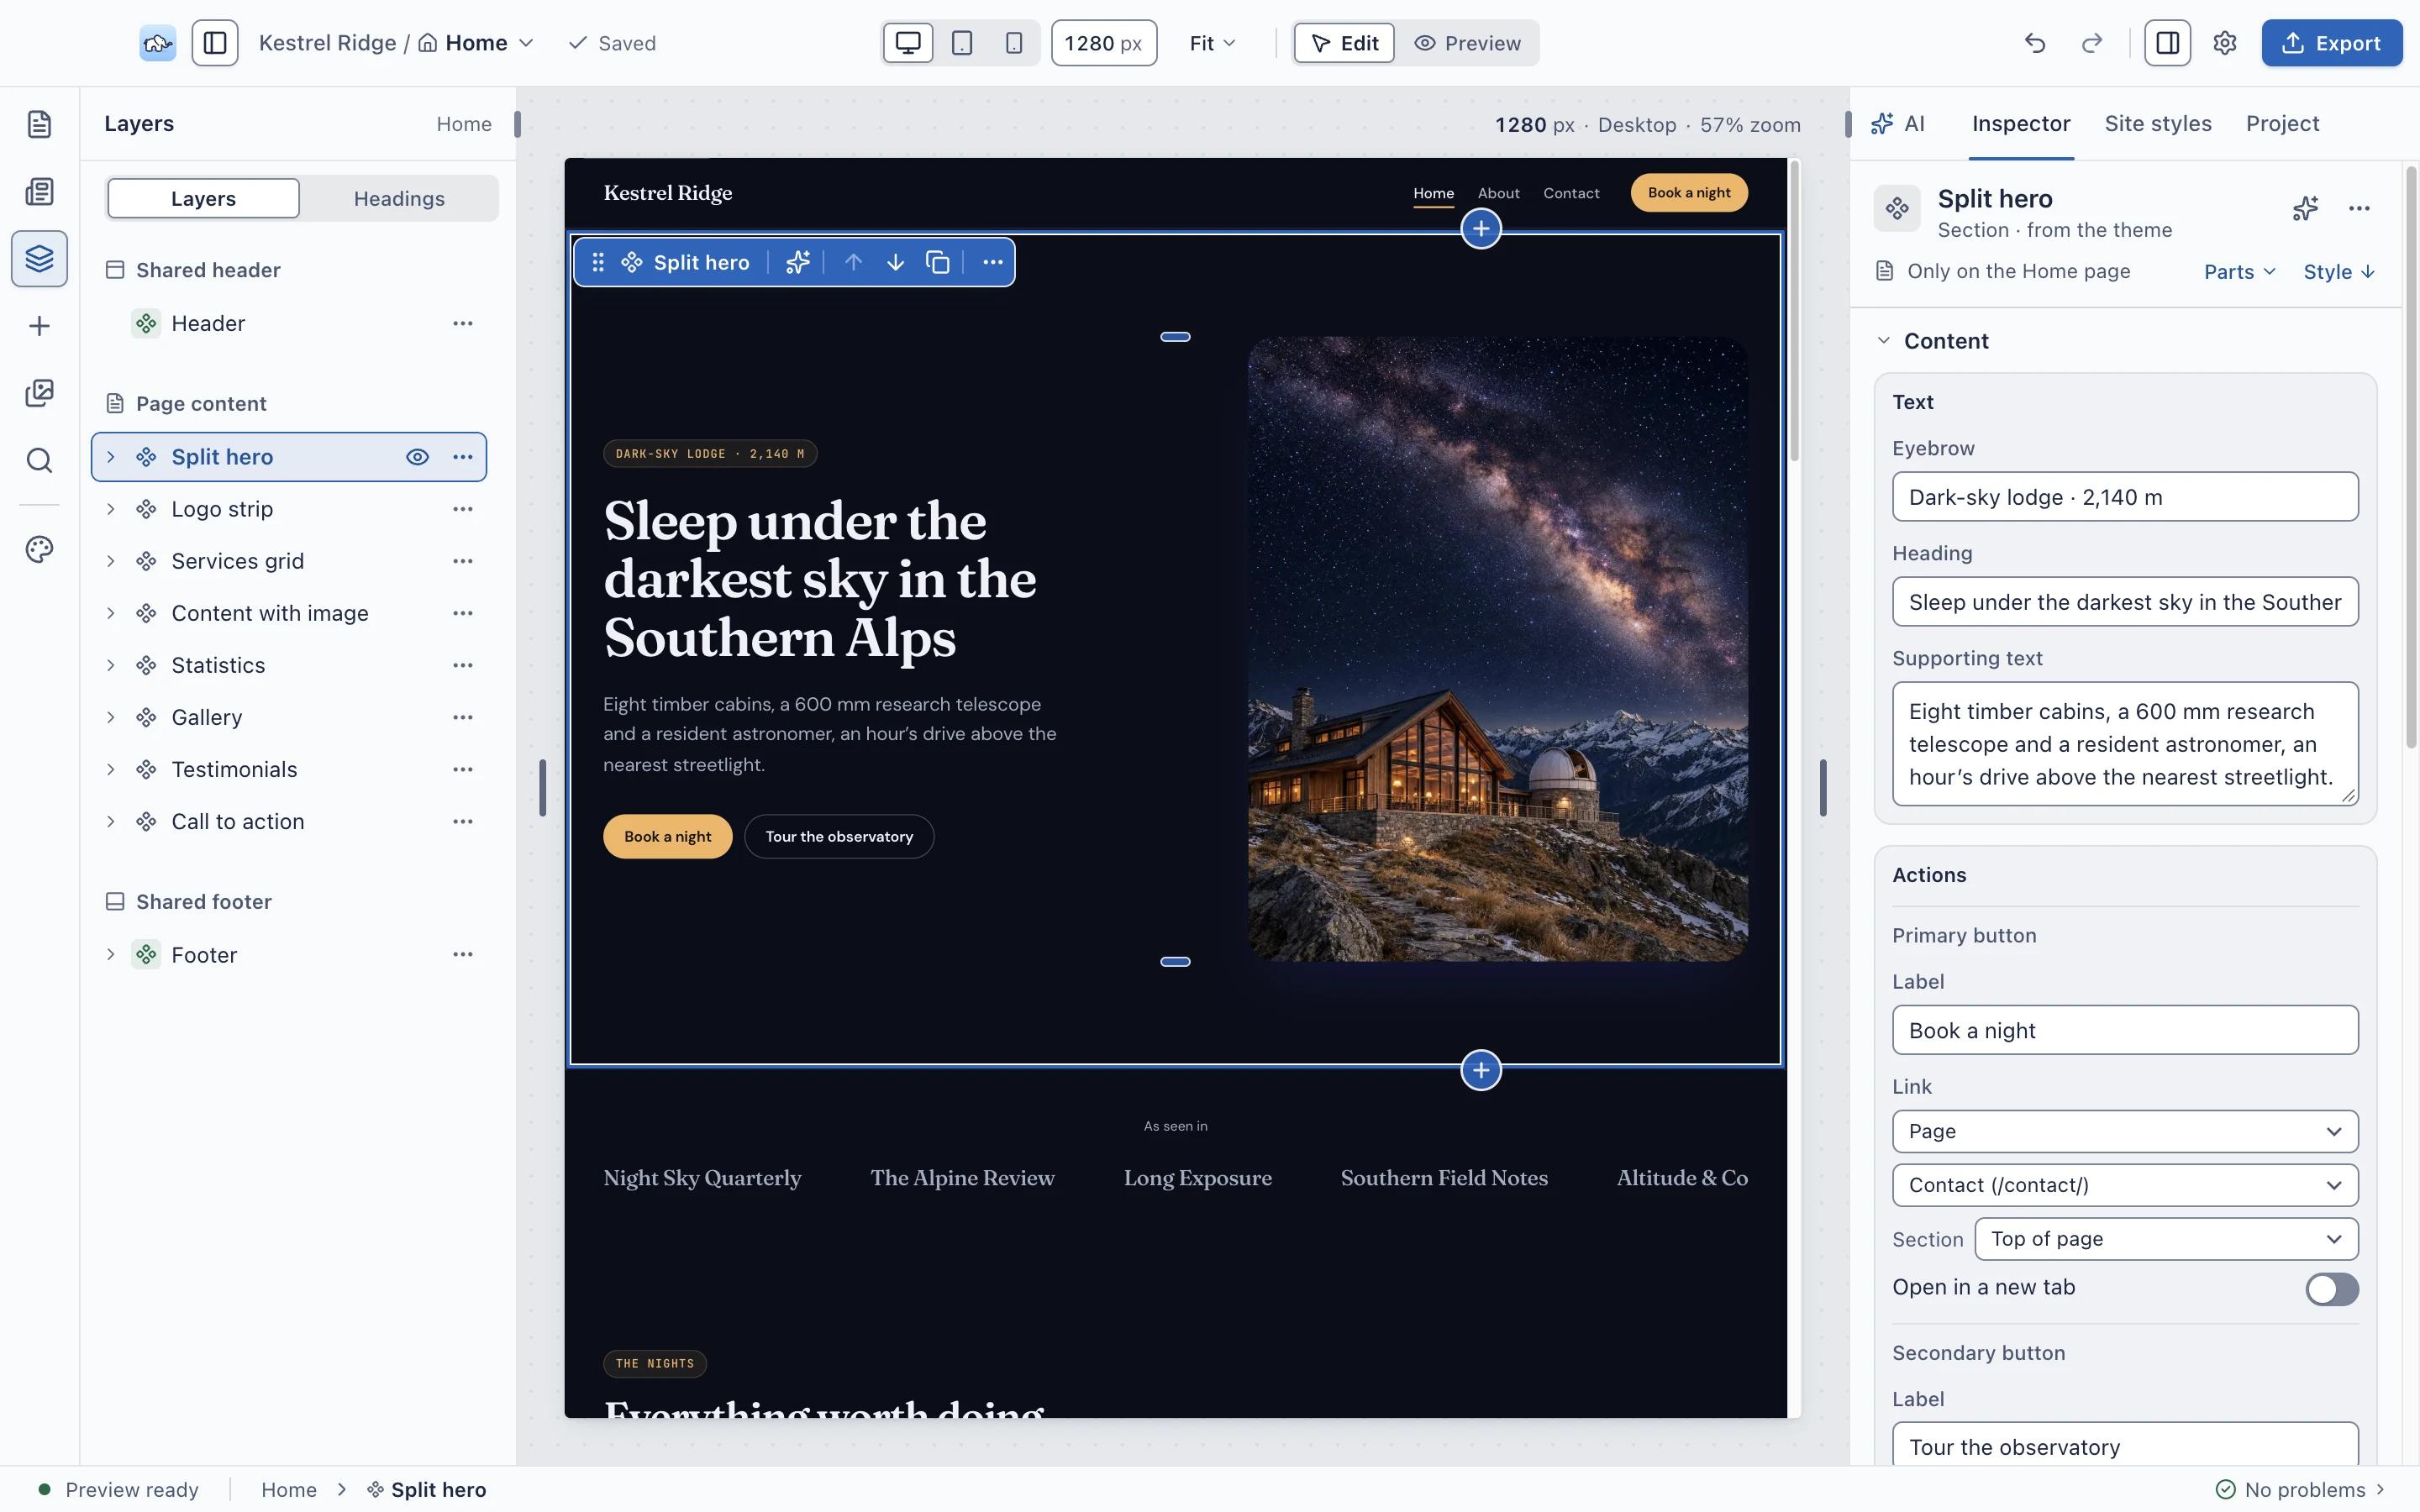 Kestrel Ridge / Home
Saved
1280 px
Fit
Edit
Preview
Export
Layers
Home
Layers
Headings
Shared header
Header
Page content
Split hero
Logo strip
Services grid
Content with image
Statistics
Gallery
Testimonials
Call to action
Shared footer
Footer
1280 px · Desktop · 57% zoom
Kestrel Ridge
Home
About
Contact
Book a night
Split hero
DARK-SKY LODGE · 2,140 M
Sleep under the
darkest sky in the
Southern Alps
Eight timber cabins, a 600 mm research telescope
and a resident astronomer, an hour’s drive above the
nearest streetlight.
Book a night
Tour the observatory
As seen in
Night Sky Quarterly
The Alpine Review
Long Exposure
Southern Field Notes
Altitude & Co
THE NIGHTS
Everything worth doing
AI
Inspector
Site styles
Project
Split hero
Section · from the theme
Only on the Home page
Parts
Style
Content
Text
Eyebrow
Dark-sky lodge · 2,140 m
Heading
Sleep under the darkest sky in the Souther
Supporting text
Eight timber cabins, a 600 mm research
telescope and a resident astronomer, an
hour’s drive above the nearest streetlight.
Actions
Primary button
Label
Book a night
Link
Page
Contact (/contact/)
Section
Top of page
Open in a new tab
Secondary button
Label
Tour the observatory
Preview ready
Home
Split hero
No problems